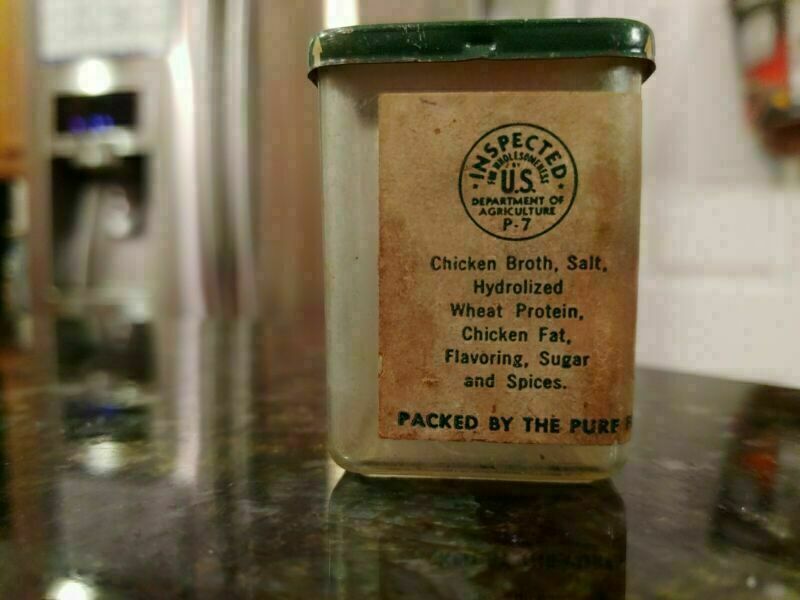 INSPECTED
FOR WHOLESOMENESS
BY
U.S.
DEPARTMENT OF
AGRICULTURE
P-7
Chicken Broth, Salt,
Hydrolized
Wheat Protein,
Chicken Fat,
Flavoring, Sugar
and Spices.
PACKED BY THE PURE F